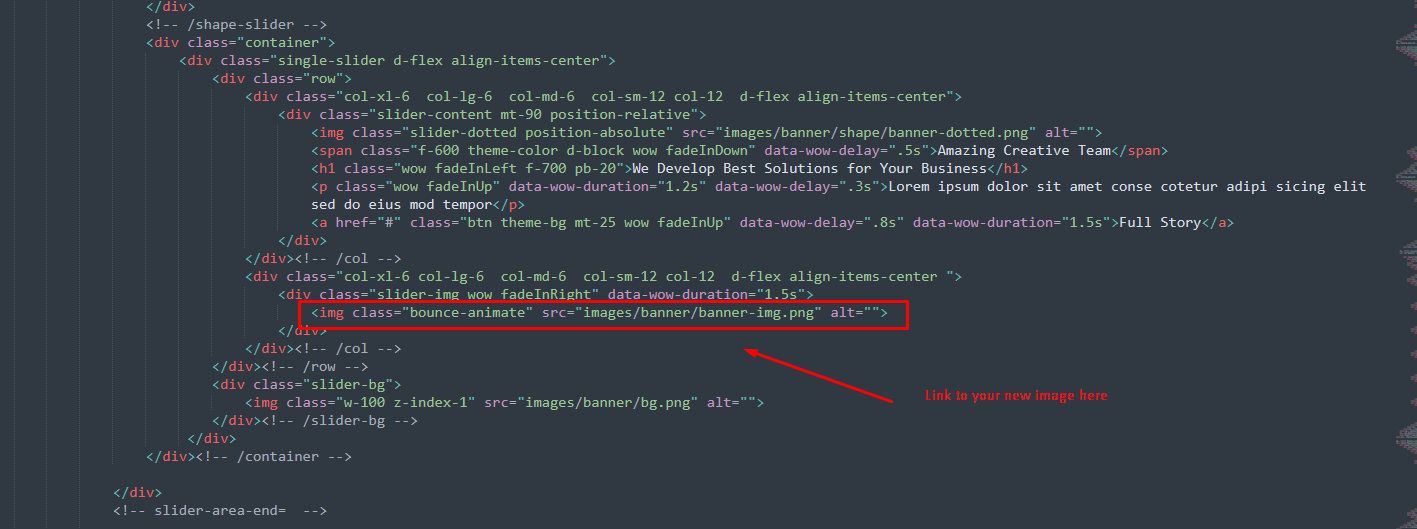 </div>
<!-- /shape-slider -->
<div class="container">
<div class="single-slider d-flex align-items-center">
<div class="row">
<div class="col-xl-6  col-lg-6  col-md-6  col-sm-12 col-12  d-flex align-items-center">
<div class="slider-content mt-90 position-relative">
<img class="slider-dotted position-absolute" src="images/banner/shape/banner-dotted.png" alt="">
<span class="f-600 theme-color d-block wow fadeInDown" data-wow-delay=".5s">Amazing Creative Team</span>
<h1 class="wow fadeInLeft f-700 pb-20">We Develop Best Solutions for Your Business</h1>
<p class="wow fadeInUp" data-wow-duration="1.2s" data-wow-delay=".3s">Lorem ipsum dolor sit amet conse cotetur adipi sicing elit
sed do eius mod tempor</p>
<a href="#" class="btn theme-bg mt-25 wow fadeInUp" data-wow-delay=".8s" data-wow-duration="1.5s">Full Story</a>
</div>
</div><!-- /col -->
<div class="col-xl-6 col-lg-6  col-md-6  col-sm-12 col-12  d-flex align-items-center ">
<div class="slider-img wow fadeInRight" data-wow-duration="1.5s">
<img class="bounce-animate" src="images/banner/banner-img.png" alt="">
</div>
</div><!-- /col -->
</div><!-- /row -->
<div class="slider-bg">
Link to your new image here
<img class="w-100 z-index-1" src="images/banner/bg.png" alt="">
</div><!-- /slider-bg -->
</div>
</div><!-- /container -->
</div>
<!-- slider-area-end=  -->